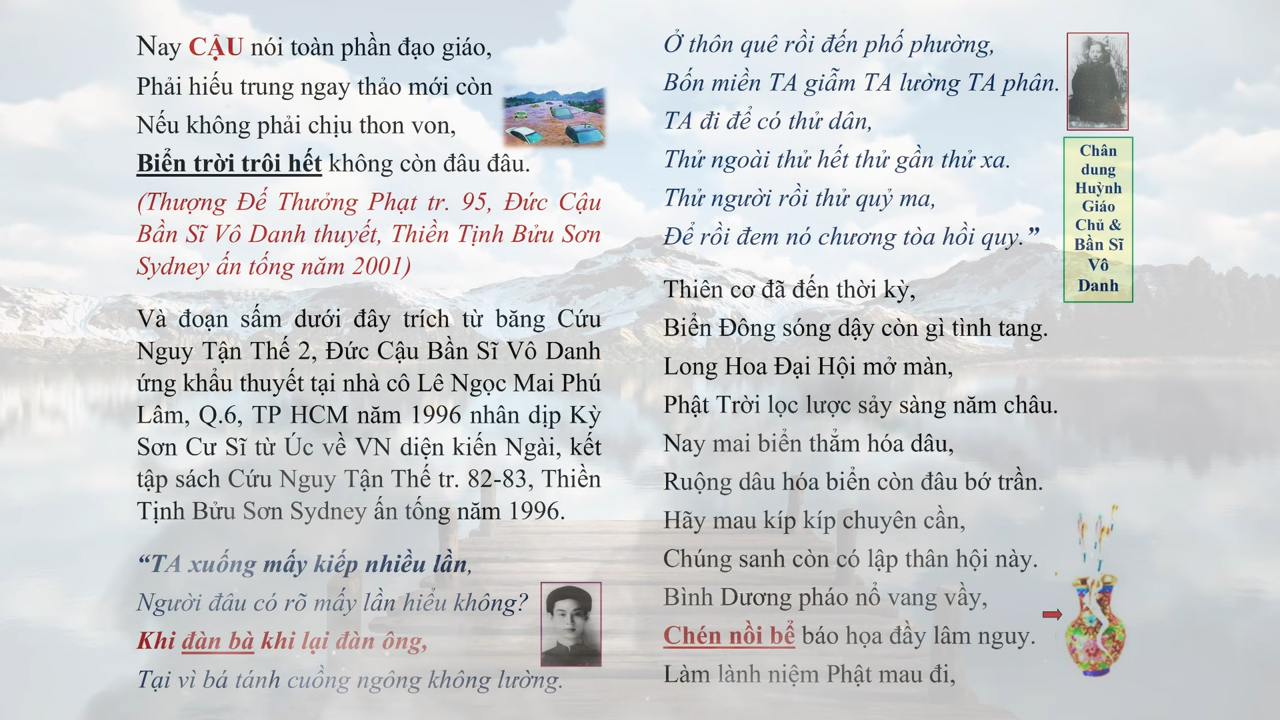 Nay CẬU nói toàn phần đạo giáo,
Phải hiếu trung ngay thảo mới còn
Nếu không phải chịu thon von,
Biển trời trôi hết không còn đâu đâu.
(Thượng Đế Thưởng Phạt tr. 95, Đức Cậu
Bần Sĩ Vô Danh thuyết, Thiền Tịnh Bửu Sơn
Sydney ấn tống năm 2001)
Và đoạn sấm dưới đây trích từ băng Cứu
Nguy Tận Thế 2, Đức Cậu Bần Sĩ Vô Danh
ứng khẩu thuyết tại nhà cô Lê Ngọc Mai Phú
Lâm, Q.6, TP HCM năm 1996 nhân dịp Kỳ
Sơn Cư Sĩ từ Úc về VN diện kiến Ngài, kết
tập sách Cứu Nguy Tận Thế tr. 82-83, Thiền
Tịnh Bửu Sơn Sydney ấn tống năm 1996.
“TA xuống mấy kiếp nhiều lần,
Người đâu có rõ mấy lần hiểu không?
Khi đàn bà khi lại đàn ông,
Tại vì bá tánh cuồng ngông không lường.
Ở thôn quê rồi đến phố phường,
Bốn miền TA giẫm TA lường TA phân.
TA đi để có thử dân,
Thử ngoài thử hết thử gần thử xa.
Thử người rồi thử quỷ ma,
Để rồi đem nó chương tòa hồi quy.”
Thiên cơ đã đến thời kỳ,
Biển Đông sóng dậy còn gì tình tang.
Long Hoa Đại Hội mở màn,
Phật Trời lọc lược sảy sàng năm châu.
Nay mai biển thẳm hóa dâu,
Ruộng dâu hóa biển còn đâu bớ trần.
Hãy mau kíp kíp chuyên cần,
Chúng sanh còn có lập thân hội này.
Bình Dương pháo nổ vang vầy,
Chén nồi bể báo họa đầy lâm nguy.
Làm lành niệm Phật mau đi,
Chân
dung
Huỳnh
Giáo
Chủ &
Bần Sĩ
Vô
Danh